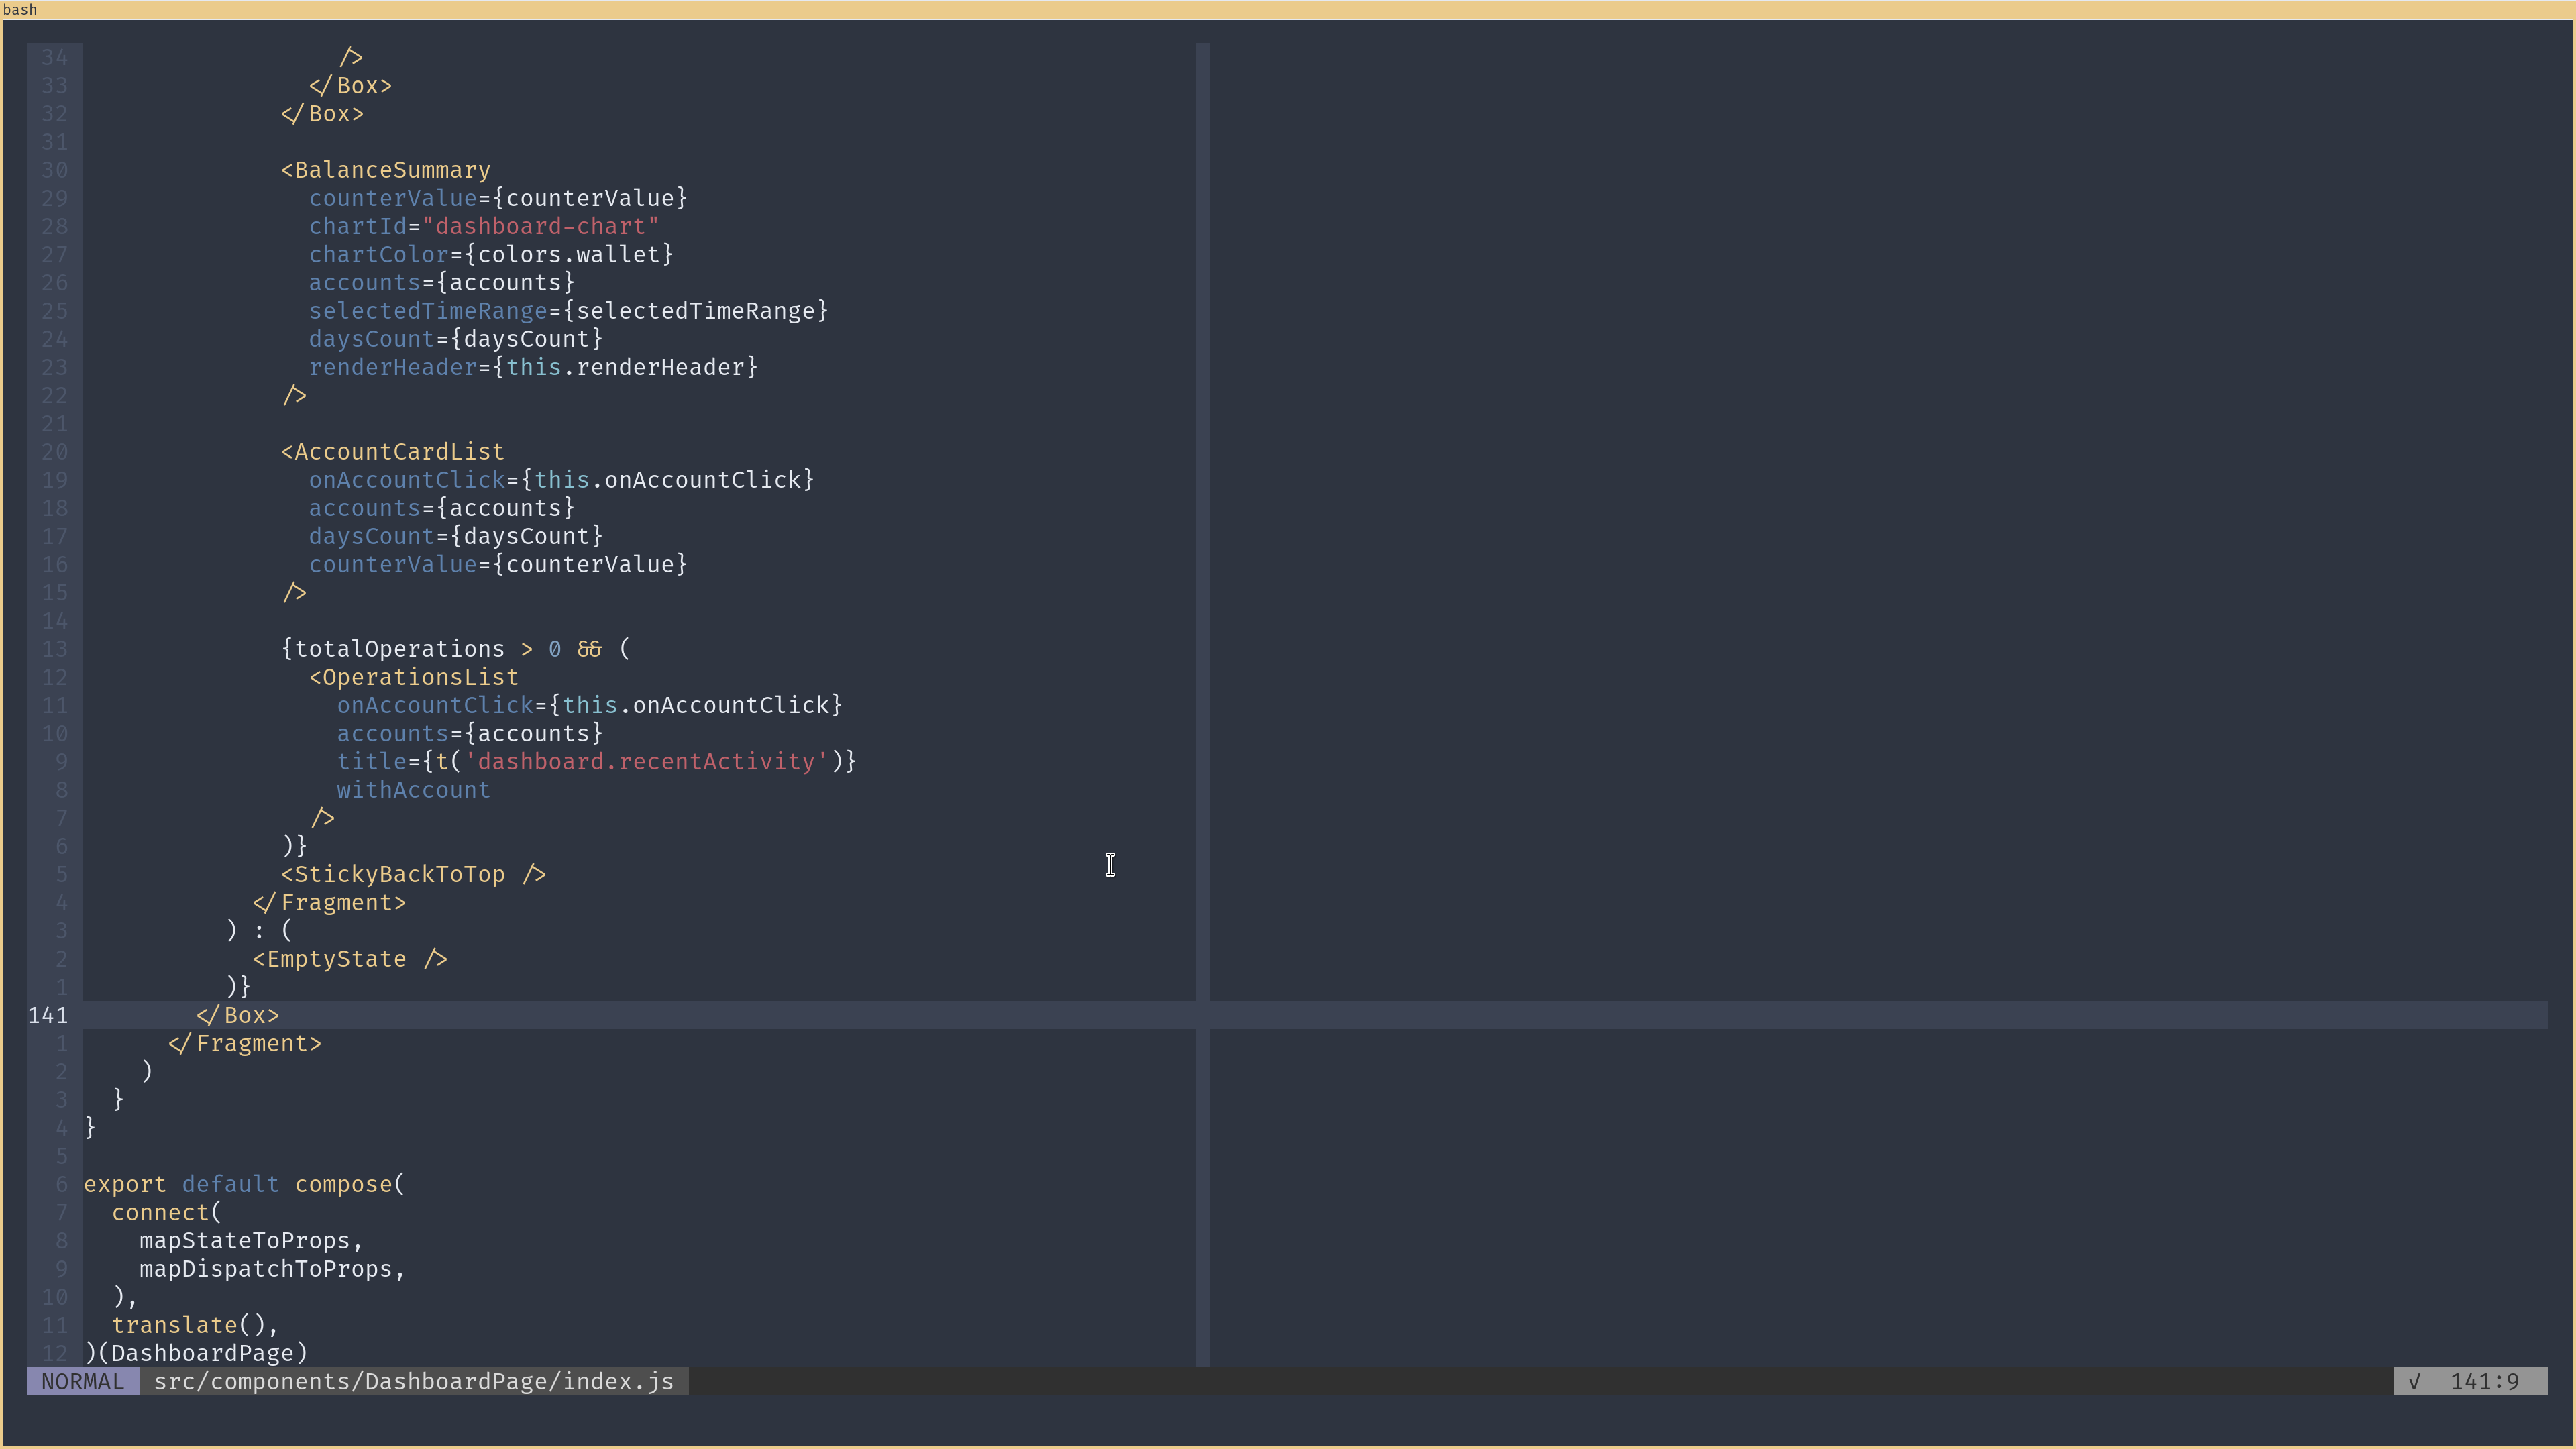 bash
34                   />
33                 </Box>
32               </Box>
31
30               <BalanceSummary
29                 counterValue={counterValue}
28                 chartId="dashboard-chart"
27                 chartColor={colors.wallet}
26                 accounts={accounts}
25                 selectedTimeRange={selectedTimeRange}
24                 daysCount={daysCount}
23                 renderHeader={this.renderHeader}
22               />
21
20               <AccountCardList
19                 onAccountClick={this.onAccountClick}
18                 accounts={accounts}
17                 daysCount={daysCount}
16                 counterValue={counterValue}
15               />
14
13               {totalOperations > 0 && (
12                 <OperationsList
11                   onAccountClick={this.onAccountClick}
10                   accounts={accounts}
9                   title={t('dashboard.recentActivity')}
8                   withAccount
7                 />
6               )}
5               <StickyBackToTop />
4             </Fragment>
3           ) : (
2             <EmptyState />
1           )}
141         </Box>
1       </Fragment>
2     )
3   }
4 }
5
6 export default compose(
7   connect(
8     mapStateToProps,
9     mapDispatchToProps,
10   ),
11   translate(),
12 )(DashboardPage)
NORMAL src/components/DashboardPage/index.js √ 141:9